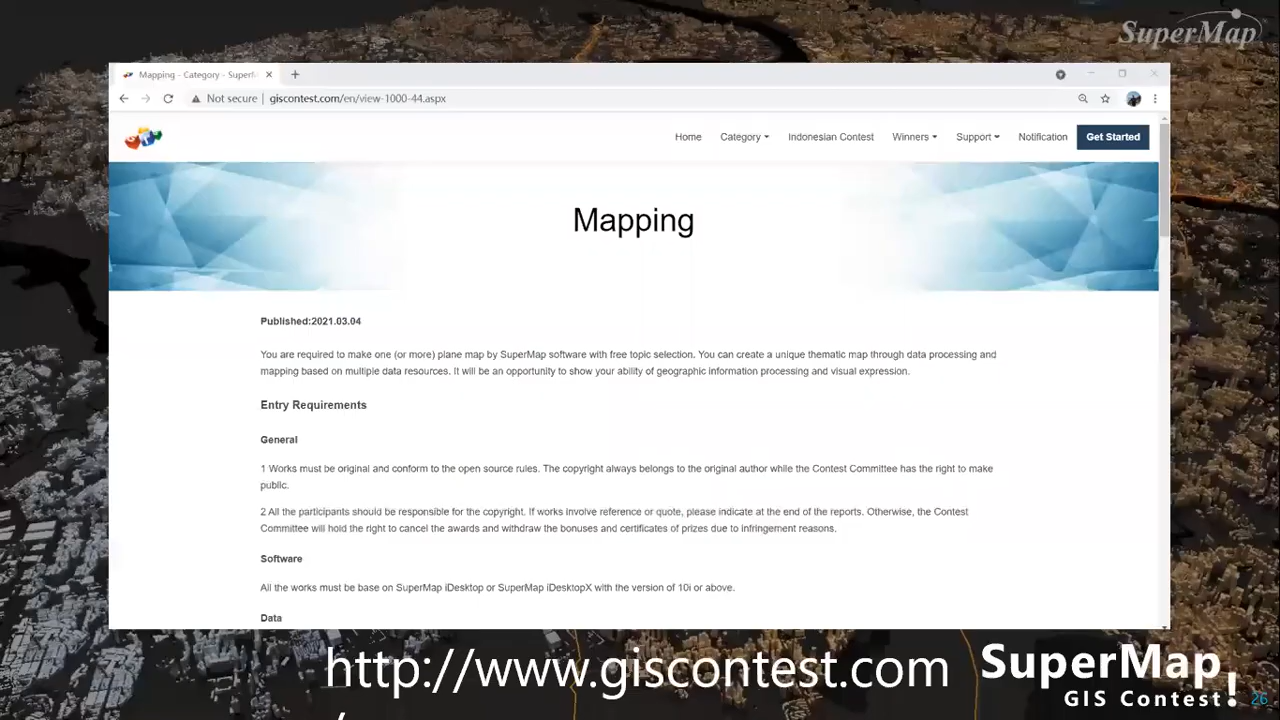 SuperMap
Mapping - Category - SuperM
Not secure | giscontest.com/en/view-1000-44.aspx
Home Category Indonesian Contest Winners Support Notification Get Started
Mapping
Published:2021.03.04
You are required to make one (or more) plane map by SuperMap software with free topic selection. You can create a unique thematic map through data processing and
mapping based on multiple data resources. It will be an opportunity to show your ability of geographic information processing and visual expression.
Entry Requirements
General
1 Works must be original and conform to the open source rules. The copyright always belongs to the original author while the Contest Committee has the right to make
public.
2 All the participants should be responsible for the copyright. If works involve reference or quote, please indicate at the end of the reports. Otherwise, the Contest
Committee will hold the right to cancel the awards and withdraw the bonuses and certificates of prizes due to infringement reasons.
Software
All the works must be base on SuperMap iDesktop or SuperMap iDesktopX with the version of 10i or above.
Data
http://www.giscontest.com
/
SuperMap
GIS Contest!
26